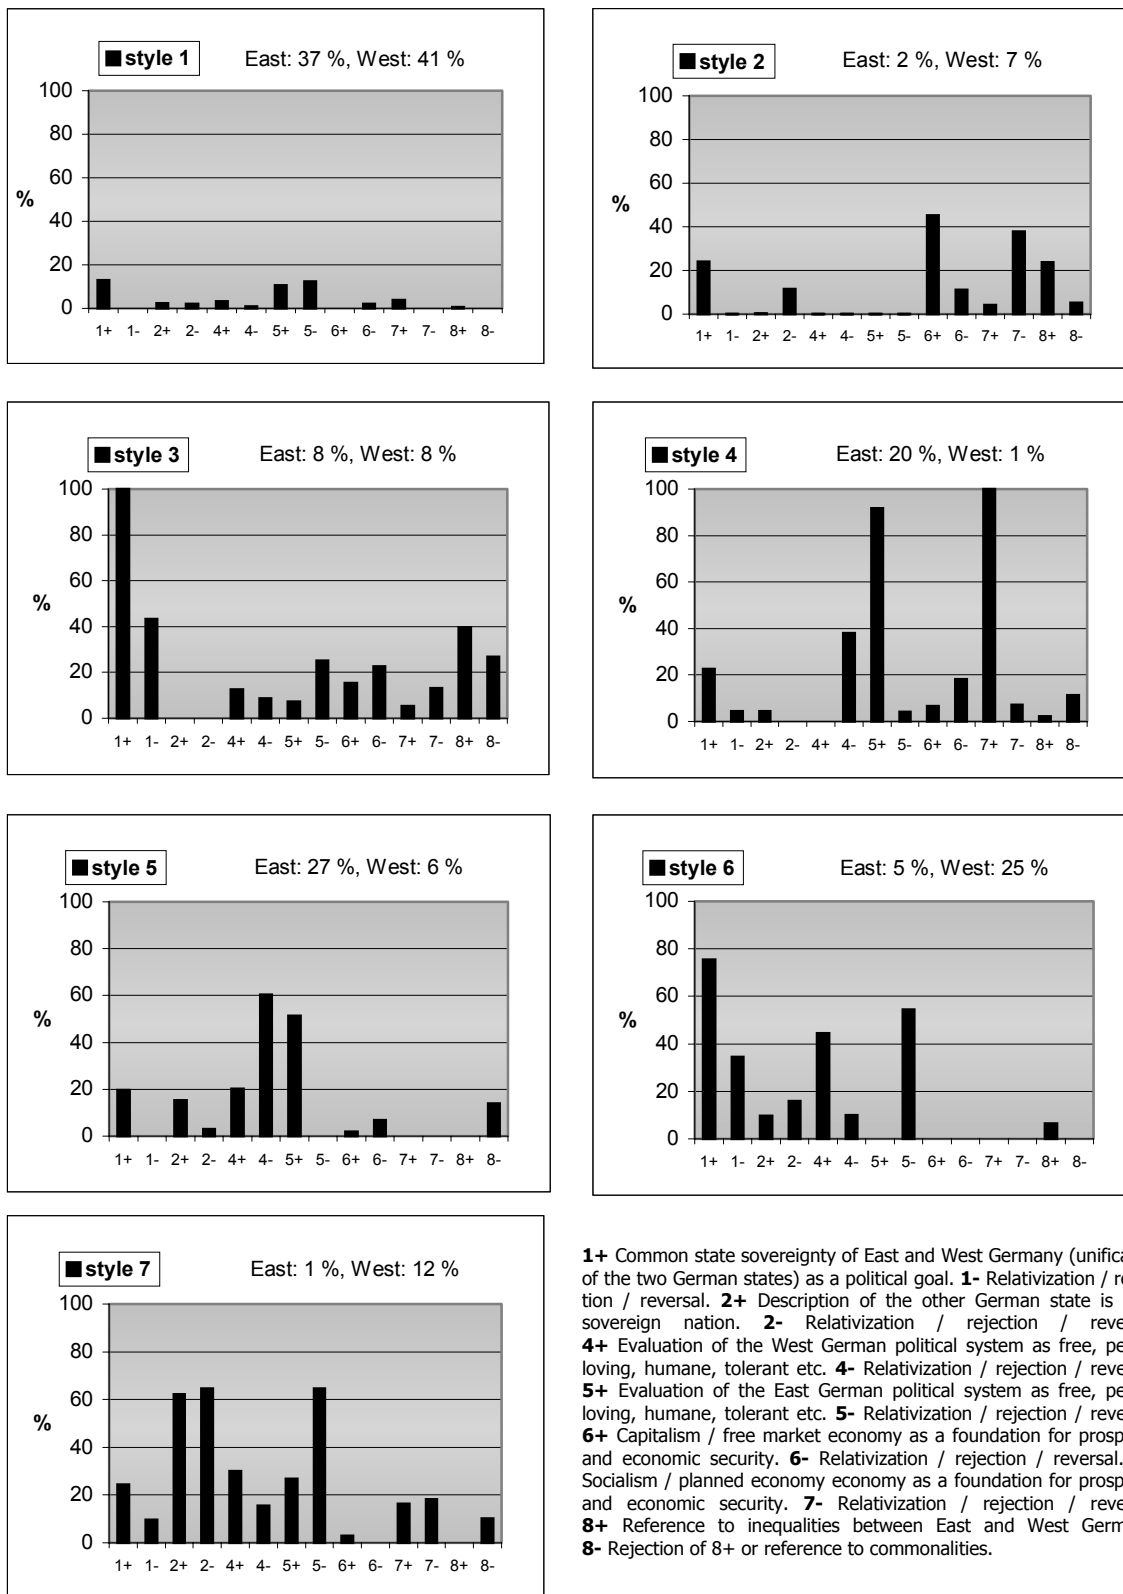 style 1 East: 37 %, West: 41 %
100
80
60
%
40
20
0
1+ 1- 2+ 2- 4+ 4- 5+ 5- 6+ 6- 7+ 7- 8+ 8-
style 2 East: 2 %, West: 7 %
100
80
60
%
40
20
0
1+ 1- 2+ 2- 4+ 4- 5+ 5- 6+ 6- 7+ 7- 8+ 8-
style 3 East: 8 %, West: 8 %
100
80
60
%
40
20
0
1+ 1- 2+ 2- 4+ 4- 5+ 5- 6+ 6- 7+ 7- 8+ 8-
style 4 East: 20 %, West: 1 %
100
80
60
%
40
20
0
1+ 1- 2+ 2- 4+ 4- 5+ 5- 6+ 6- 7+ 7- 8+ 8-
style 5 East: 27 %, West: 6 %
100
80
60
%
40
20
0
1+ 1- 2+ 2- 4+ 4- 5+ 5- 6+ 6- 7+ 7- 8+ 8-
style 6 East: 5 %, West: 25 %
100
80
60
%
40
20
0
1+ 1- 2+ 2- 4+ 4- 5+ 5- 6+ 6- 7+ 7- 8+ 8-
style 7 East: 1 %, West: 12 %
100
80
60
%
40
20
0
1+ 1- 2+ 2- 4+ 4- 5+ 5- 6+ 6- 7+ 7- 8+ 8-
1+ Common state sovereignty of East and West Germany
of the two German states) as a political goal. 1- Relativization /
tion / reversal. 2+ Description of the other German state is
sovereign nation. 2- Relativization / rejection /
4+ Evaluation of the West German political system as free,
loving, humane, tolerant etc. 4- Relativization / rejection /
5+ Evaluation of the East German political system as free,
loving, humane, tolerant etc. 5- Relativization / rejection /
6+ Capitalism / free market economy as a foundation for
and economic security. 6- Relativization / rejection / reversal.
Socialism / planned economy economy as a foundation for
and economic security. 7- Relativization / rejection /
8+ Reference to inequalities between East and West
8- Rejection of 8+ or reference to commonalities.